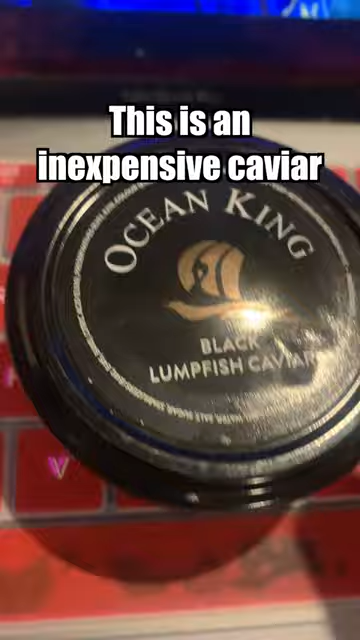 This is an
inexpensive caviar
OCEAN KING
BLACK
LUMPFISH CAVIAR
V